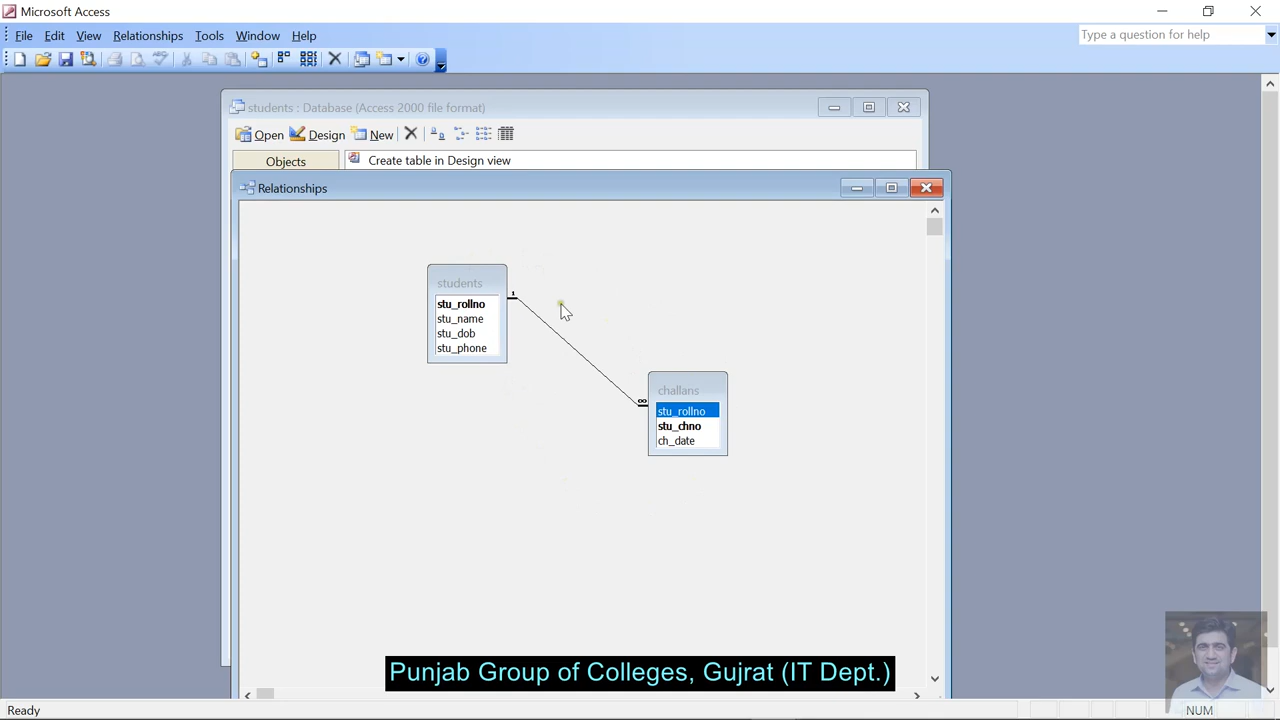 Microsoft Access
File Edit View Relationships Tools Window Help
Type a question for help
students : Database (Access 2000 file format)
Open Design New
Objects
Create table in Design view
Relationships
students
stu_rollno
stu_name
stu_dob
stu_phone
1
∞
challans
stu_rollno
stu_chno
ch_date
Punjab Group of Colleges, Gujrat (IT Dept.)
Ready
NUM